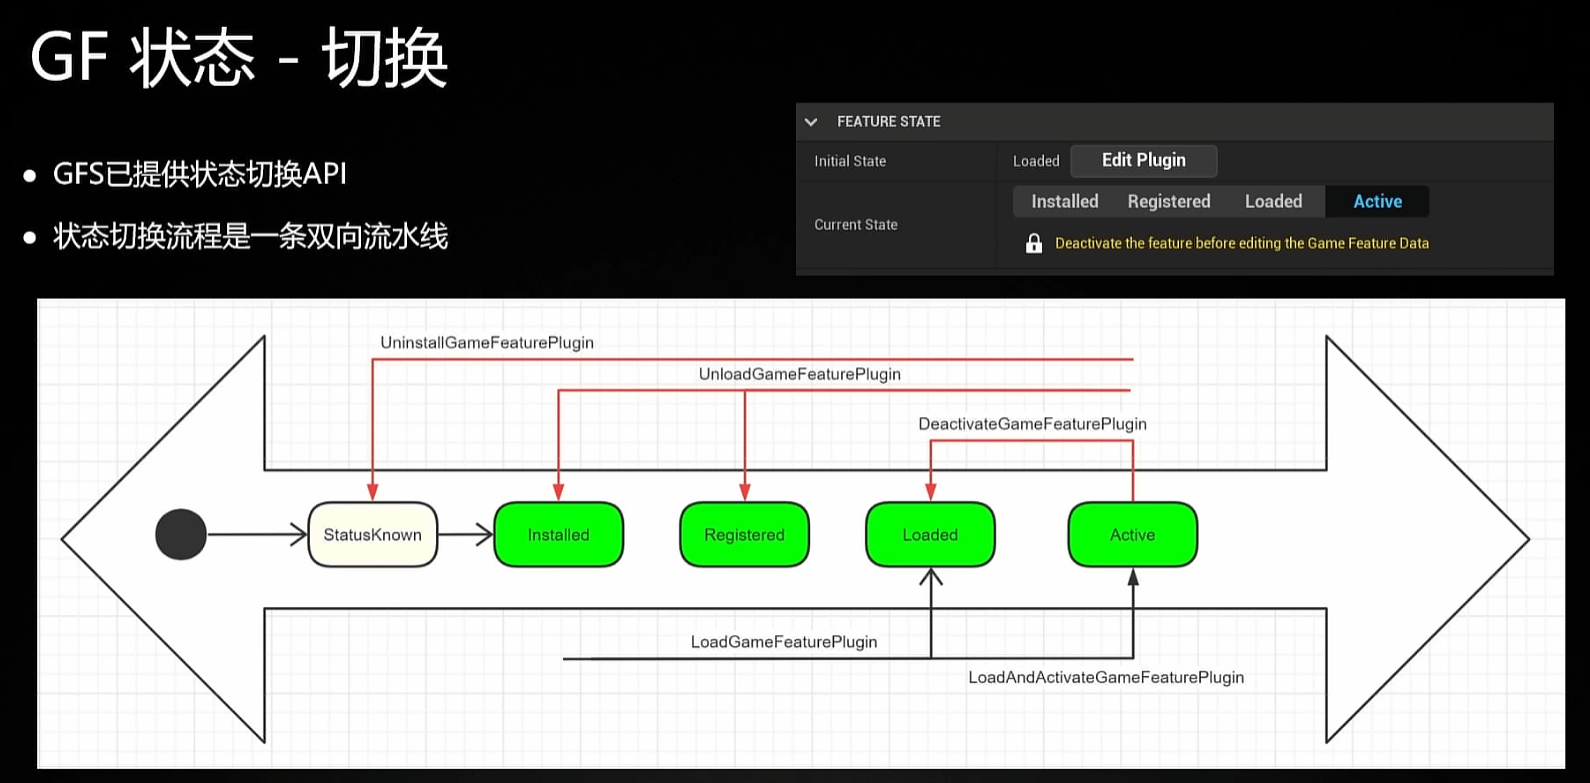 GF 状态 - 切换
● GFS已提供状态切换API
● 状态切换流程是一条双向流水线
FEATURE STATE
Initial State Loaded Edit Plugin
Installed Registered Loaded Active
Current State
Deactivate the feature before editing the Game Feature Data
UninstallGameFeaturePlugin
UnloadGameFeaturePlugin
DeactivateGameFeaturePlugin
StatusKnown Installed Registered Loaded Active
LoadGameFeaturePlugin
LoadAndActivateGameFeaturePlugin